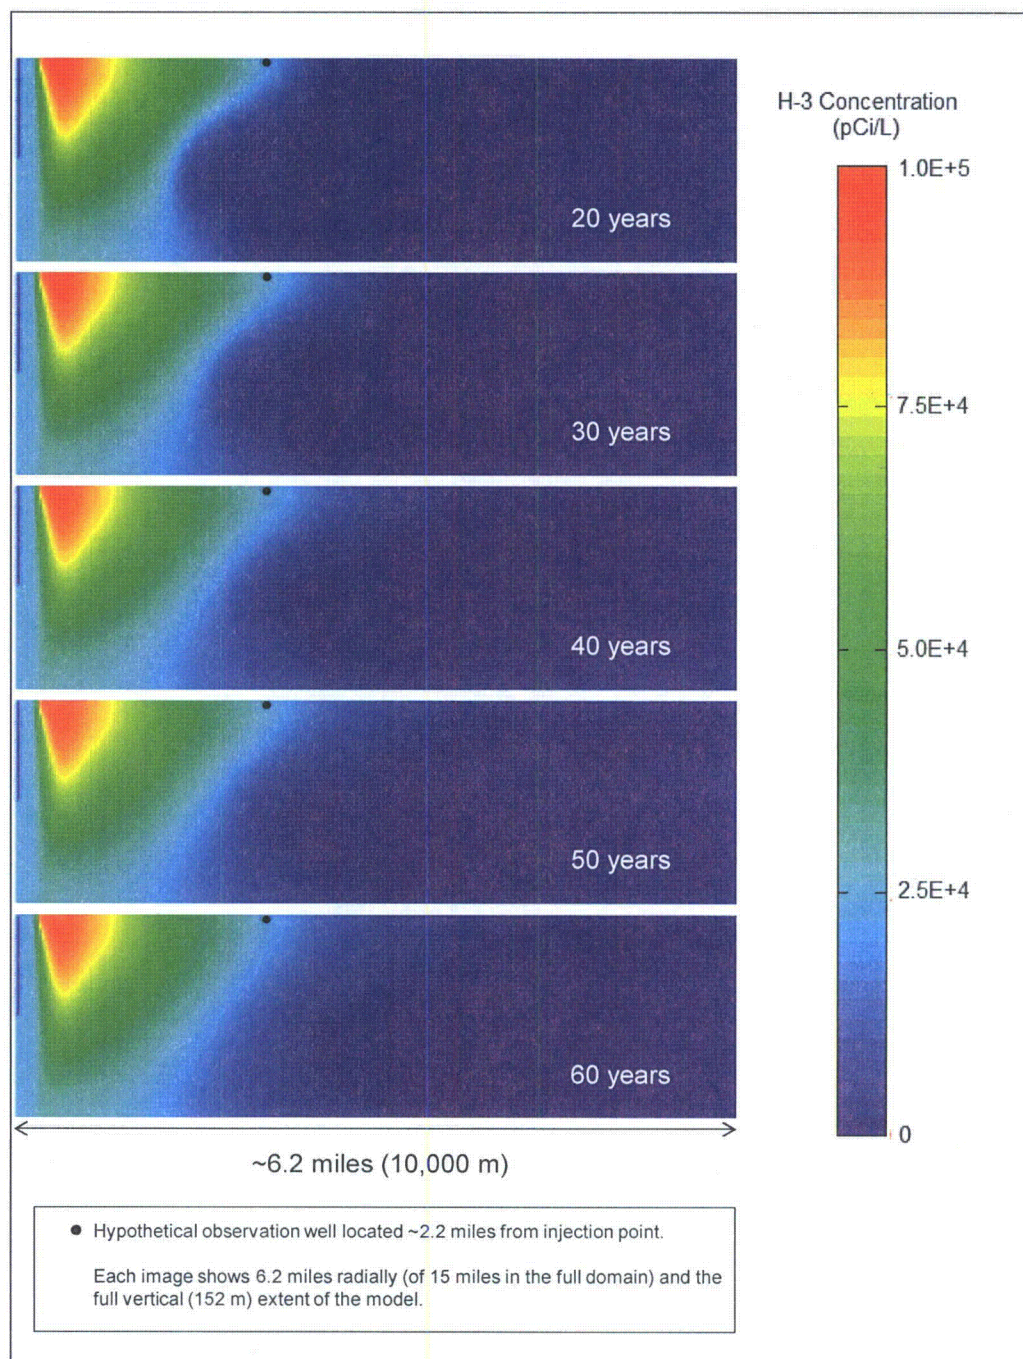 H-3 Concentration
(pCi/L)
1.0E+5
7.5E+4
5.0E+4
2.5E+4
0
20 years
30 years
40 years
50 years
60 years
~6.2 miles (10,000 m)
● Hypothetical observation well located ~2.2 miles from injection point.
Each image shows 6.2 miles radially (of 15 miles in the full domain) and the
full vertical (152 m) extent of the model.